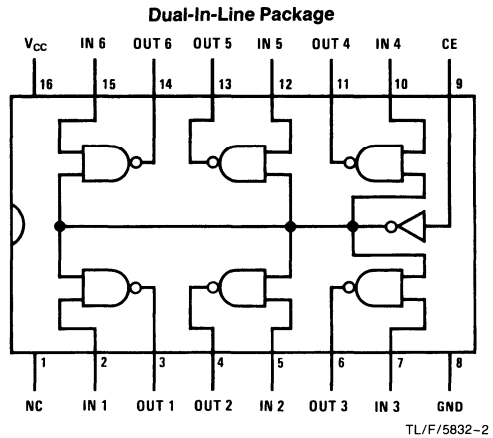 Dual-In-Line Package
VCC IN 6 OUT 6 OUT 5 IN 5 OUT 4 IN 4 CE
16 15 14 13 12 11 10 9
1 2 3 4 5 6 7 8
NC IN 1 OUT 1 OUT 2 IN 2 OUT 3 IN 3 GND
TL/F/5832–2